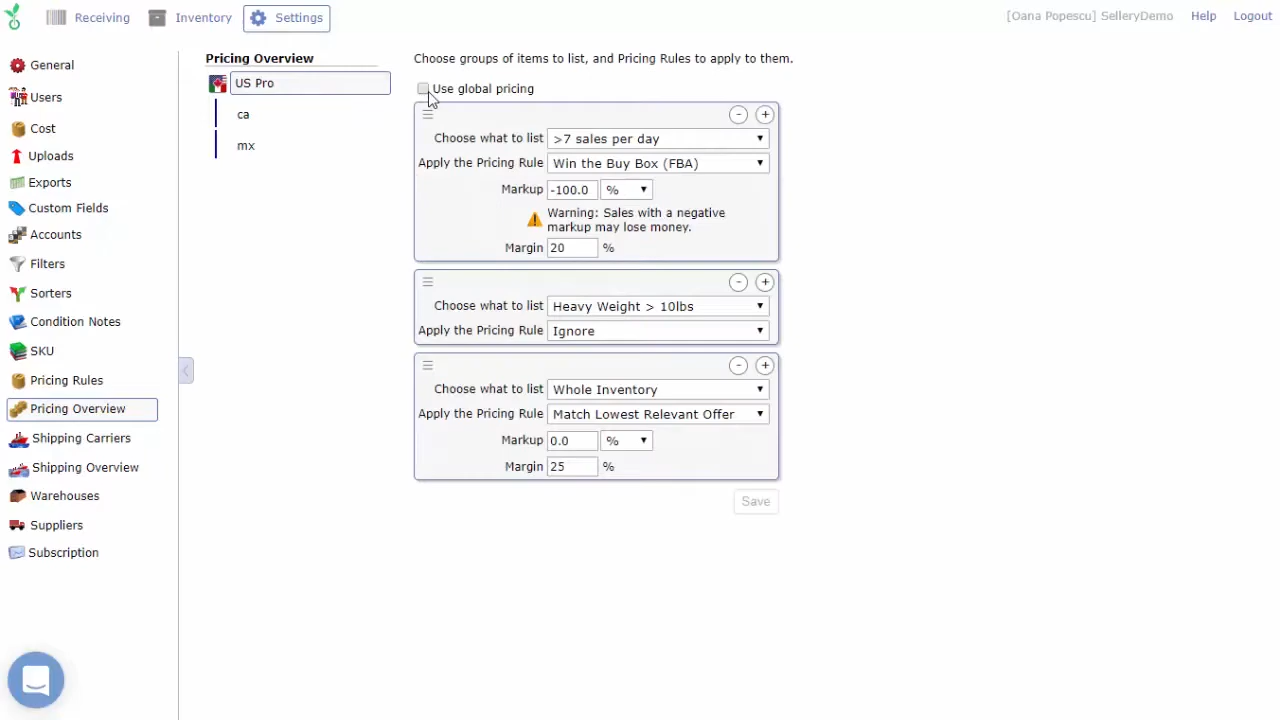 Receiving
Inventory
Settings
[Oana Popescu] SelleryDemo
Help
Logout
General
Users
Cost
Uploads
Exports
Custom Fields
Accounts
Filters
Sorters
Condition Notes
SKU
Pricing Rules
Pricing Overview
Shipping Carriers
Shipping Overview
Warehouses
Suppliers
Subscription
Pricing Overview
US Pro
ca
mx
Choose groups of items to list, and Pricing Rules to apply to them.
Use global pricing
Choose what to list >7 sales per day
Apply the Pricing Rule Win the Buy Box (FBA)
Markup -100.0 %
Warning: Sales with a negative
markup may lose money.
Margin 20 %
Choose what to list Heavy Weight > 10lbs
Apply the Pricing Rule Ignore
Choose what to list Whole Inventory
Apply the Pricing Rule Match Lowest Relevant Offer
Markup 0.0 %
Margin 25 %
Save